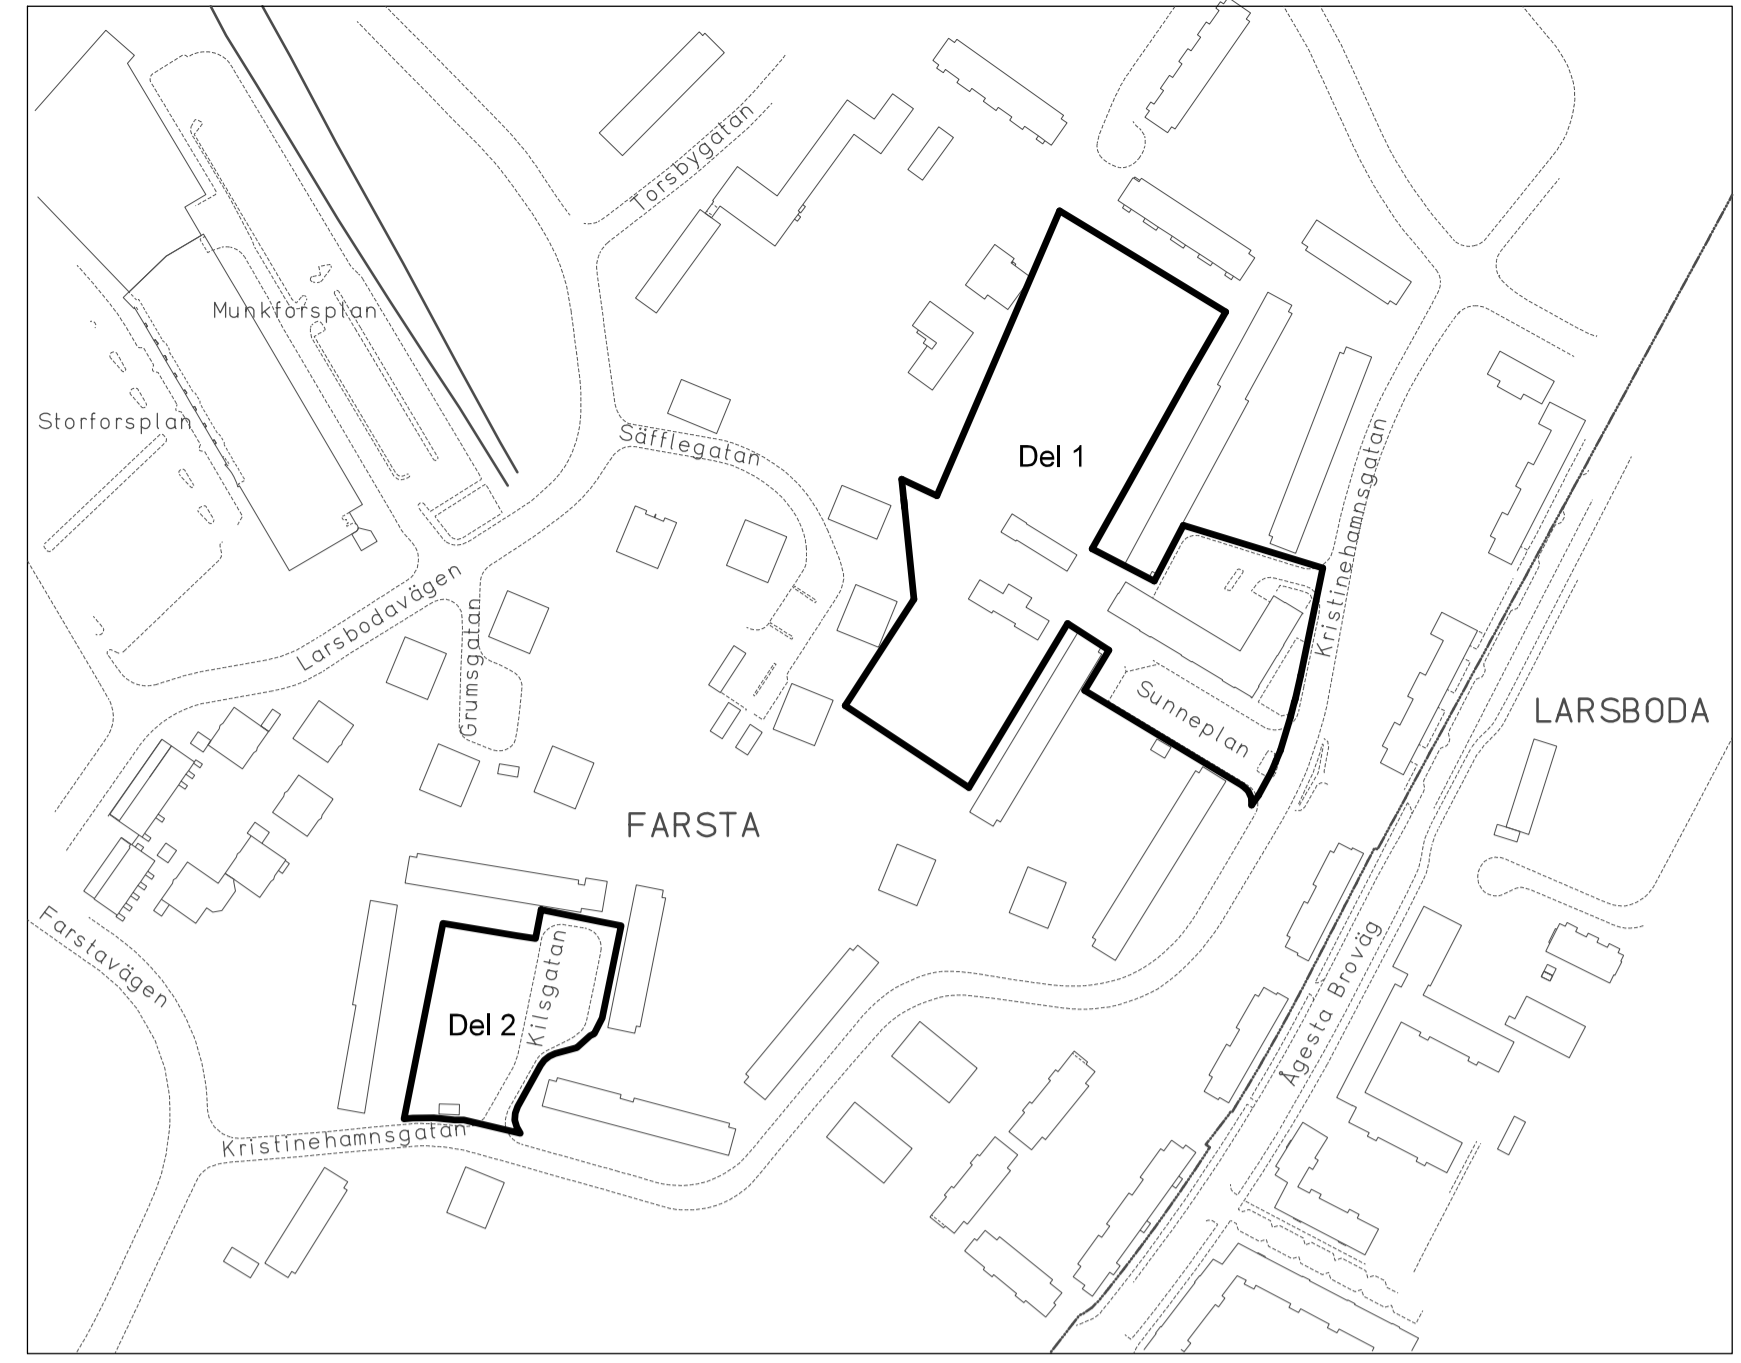 Torsbygatan
Munkforsplan
Storforsplan
Säfflegatan
Del 1
Kristinehamnsgatan
Larsbodavägen
Grumsgatan
Sunneplan
LARSBODA
FARSTA
Farstavägen
Kilsgatan
Del 2
Ågesta Broväg
Kristinehamnsgatan